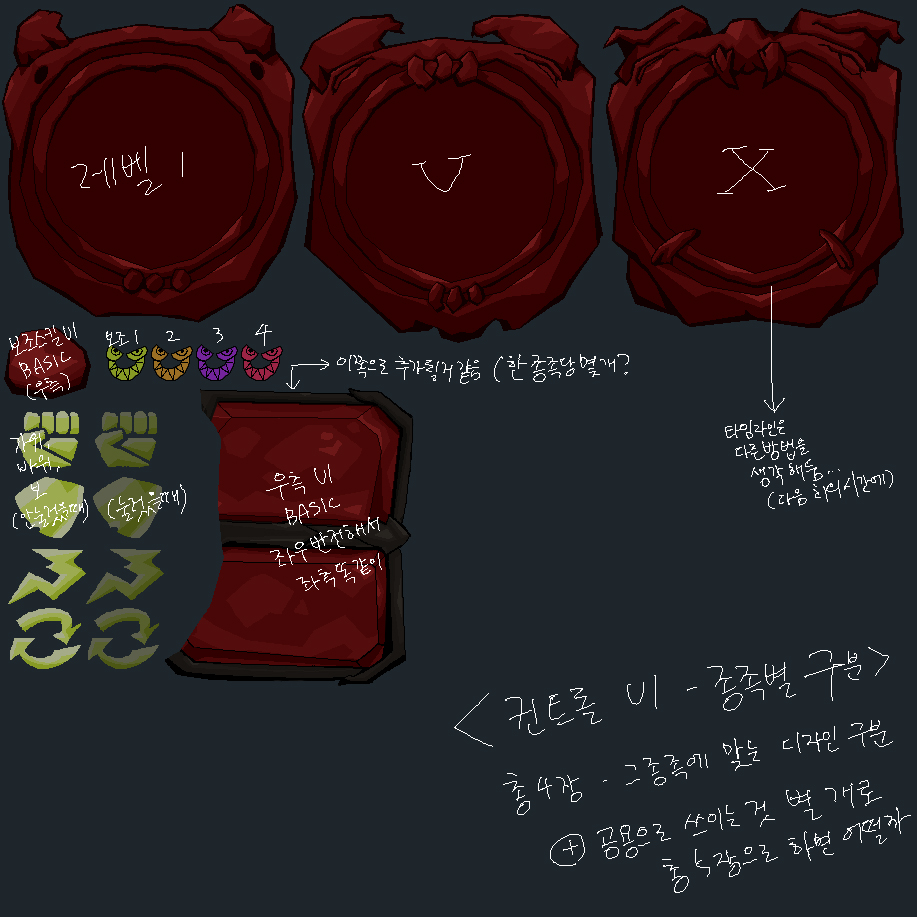 레벨 1
V
X
보조스킬 UI
BASIC
(우측)
보조1 2 3 4
이쪽으로 추가될거 같음 (한 종족당 몇개?
타임라인은
다른방법을
생각해둠...
(다음 회의시간에)
가위,
바위,
보
(안눌렀을때)
(눌렀을때)
우측 UI
BASIC
좌우반전해서
좌측 똑같이
<컨트롤 UI - 종족별 구분>
총 4장 - 그 종족에 맞는 디자인 구분
+ 공용으로 쓰이는것 별개로
총 5장으로 하면 어떨지